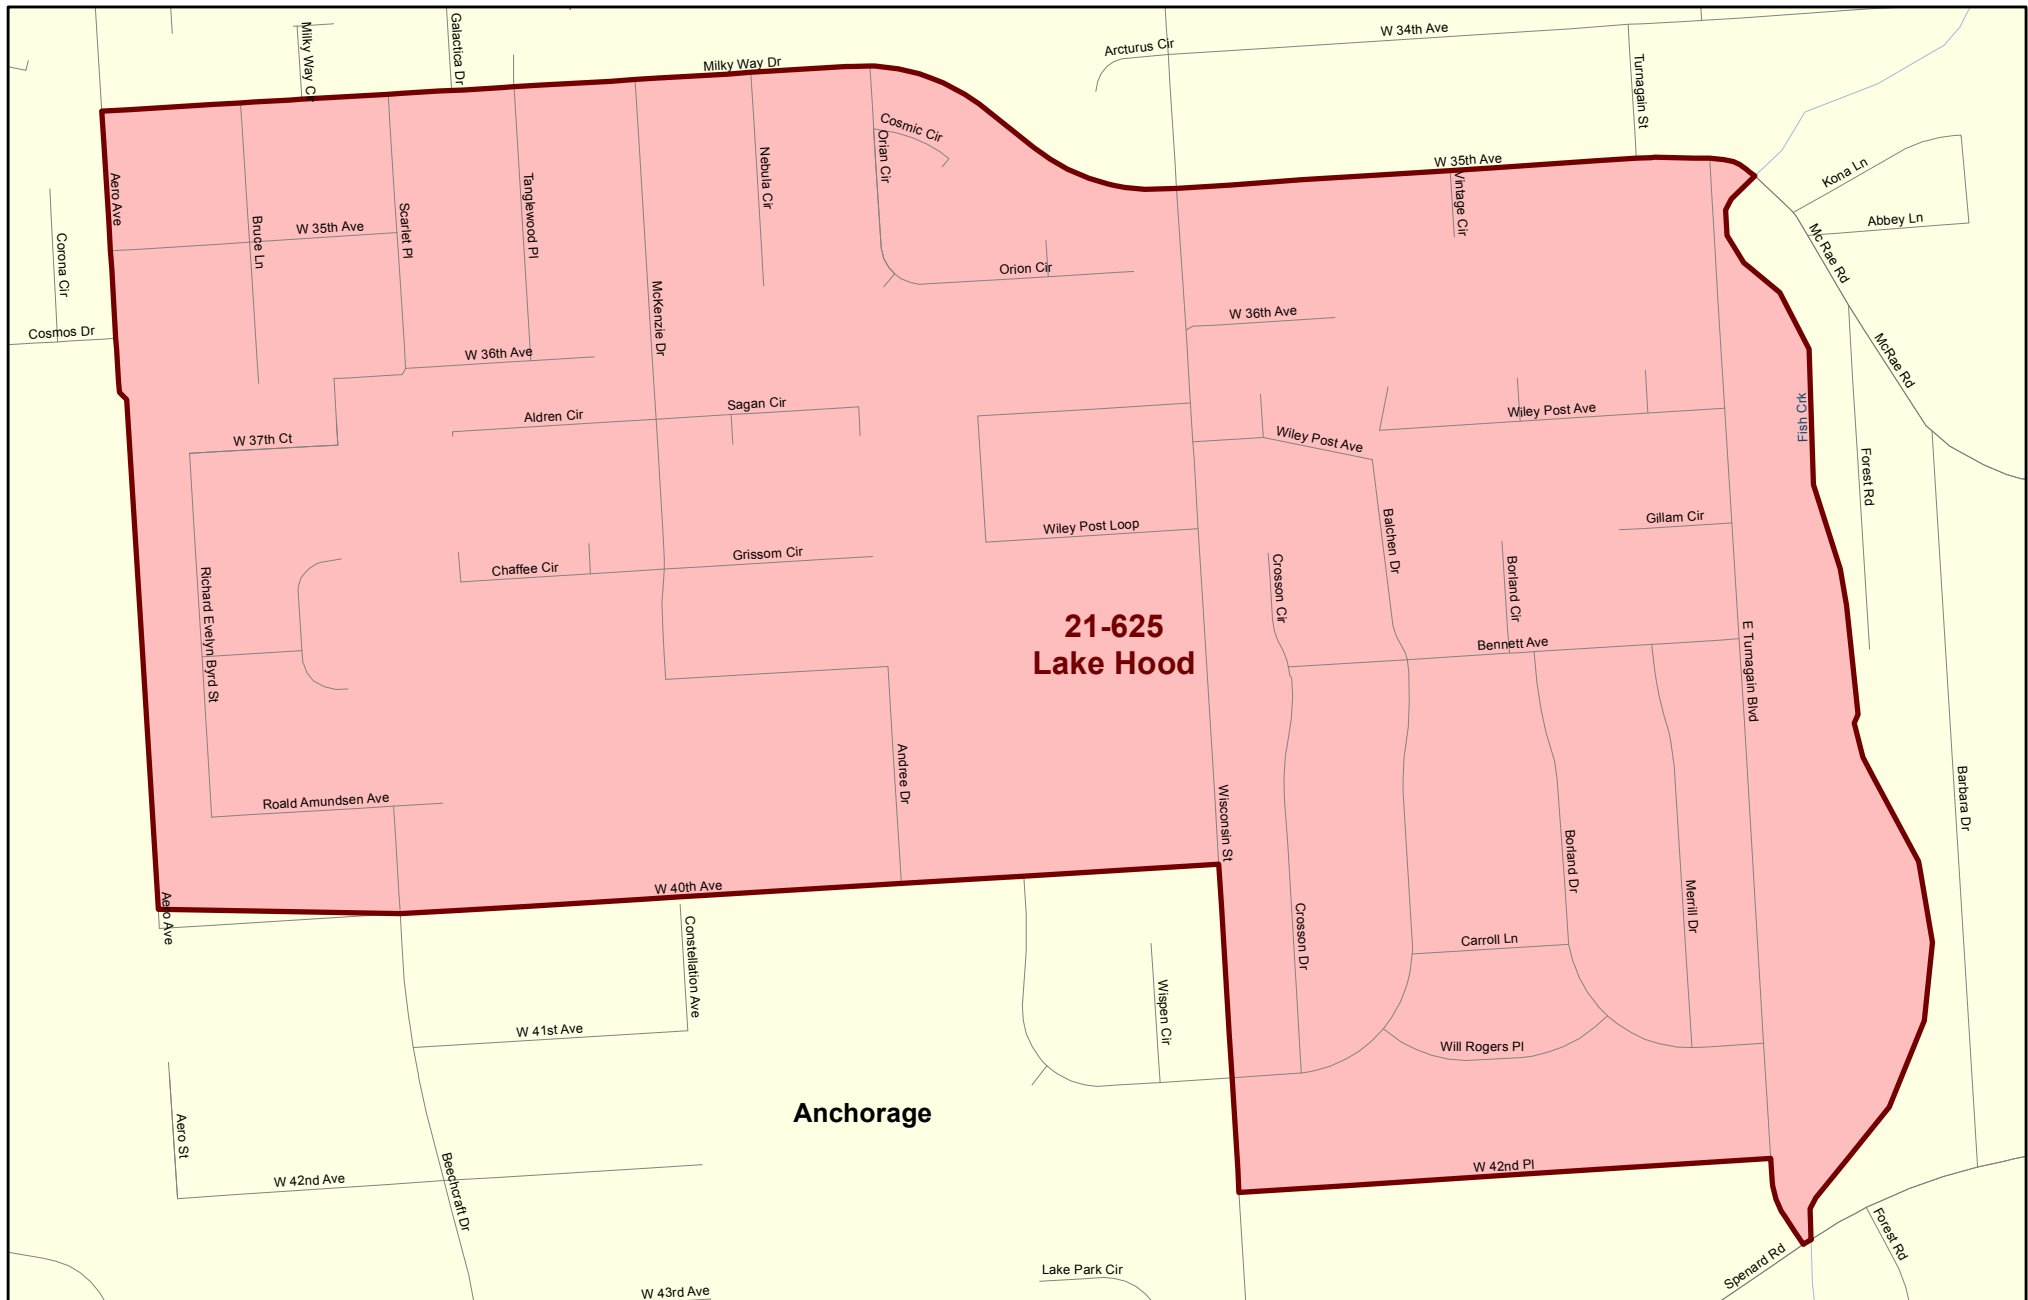 Milky Way Cir
Galactica Dr
Milky Way Dr
Arcturus Cir
W 34th Ave
Turnagain St
Cosmic Cir
Orian Cir
Nebula Cir
W 35th Ave
Vintage Cir
Kona Ln
Abbey Ln
Mc Rae Rd
Aero Ave
Bruce Ln
W 35th Ave
Scarlet Pl
Tanglewood Pl
Corona Cir
Cosmos Dr
Orion Cir
McKenzie Dr
W 36th Ave
W 36th Ave
McRae Rd
Fish Crk
Forest Rd
Aldren Cir
Sagan Cir
W 37th Ct
Wiley Post Ave
Wiley Post Ave
Wiley Post Loop
Balchen Dr
Gillam Cir
Chaffee Cir
Grissom Cir
Richard Evelyn Byrd St
Crosson Cir
Borland Cir
Bennett Ave
E Turnagain Blvd
21-625
Lake Hood
Andree Dr
Roald Amundsen Ave
Wisconsin St
Barbara Dr
Borland Dr
Merrill Dr
W 40th Ave
Aero Ave
Constellation Ave
Crosson Dr
Carroll Ln
Wispen Cir
W 41st Ave
Will Rogers Pl
Anchorage
Aero St
W 42nd Ave
Beechcraft Dr
W 42nd Pl
Forest Rd
Spenard Rd
Lake Park Cir
W 43rd Ave